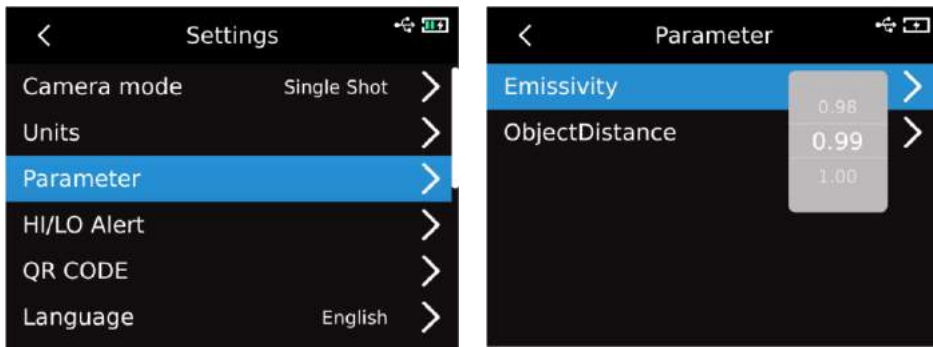 Settings
Camera mode Single Shot
Units
Parameter
HI/LO Alert
QR CODE
Language English
Parameter
Emissivity
0.98
ObjectDistance 0.99
1.00